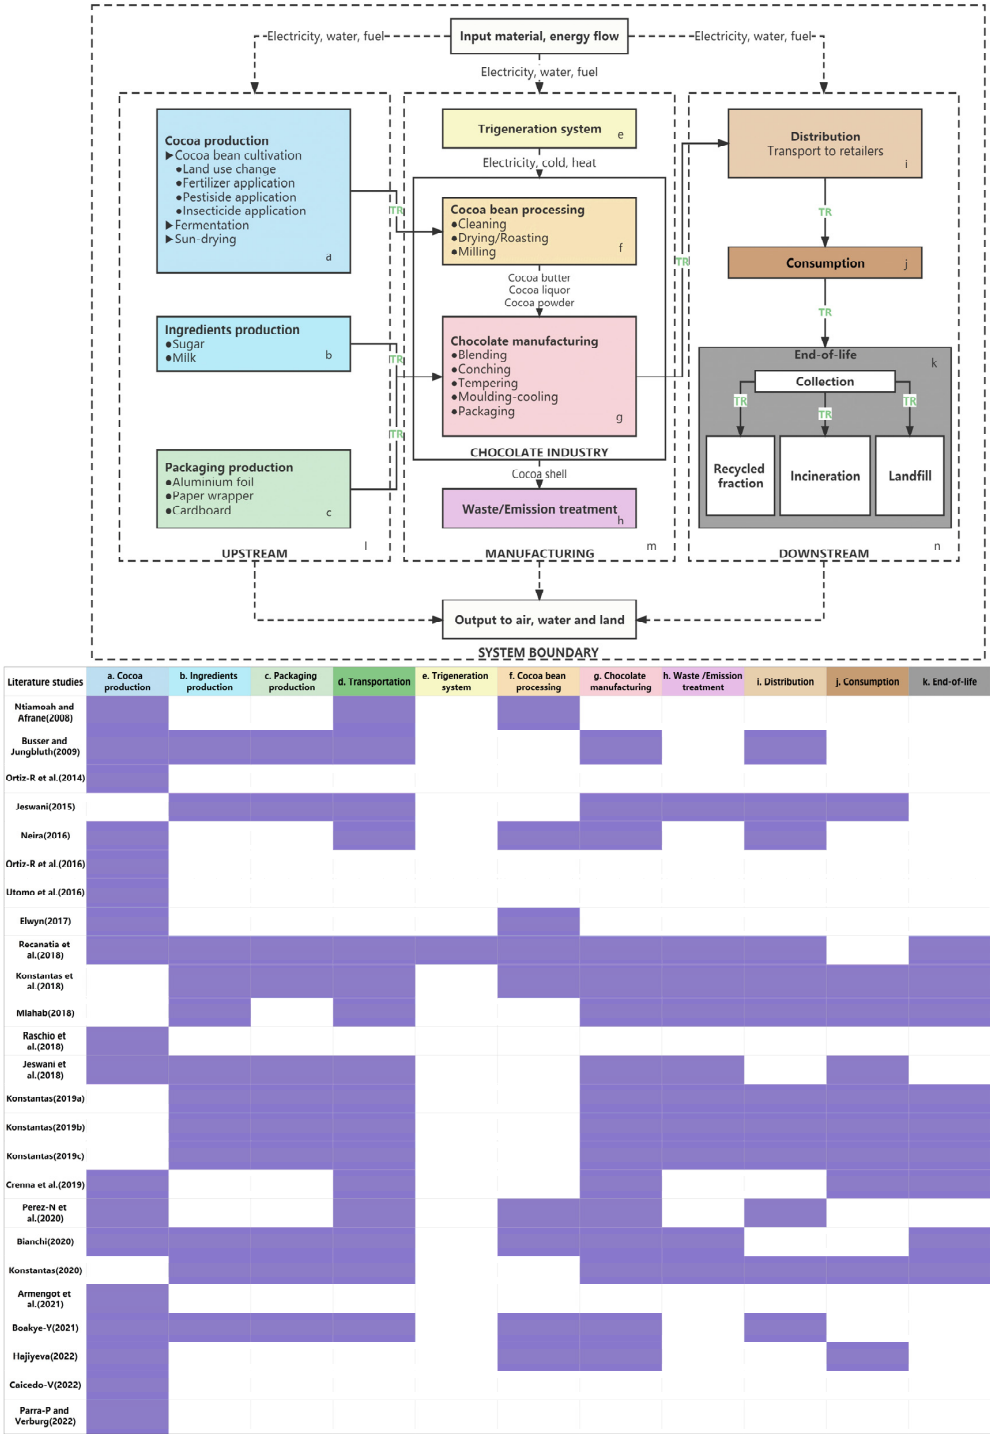 Input material, energy flow
Electricity, water, fuel
Electricity, water, fuel
Electricity, water, fuel
Cocoa production
▶Cocoa bean cultivation
●Land use change
●Fertilizer application
●Pestiside application
●Insecticide application
▶Fermentation
▶Sun-drying
a
TR
Ingredients production
●Sugar
●Milk
b
TR
Packaging production
●Aluminium foil
●Paper wrapper
●Cardboard
c
TR
UPSTREAM
l
Trigeneration system
e
Electricity, cold, heat
Cocoa bean processing
●Cleaning
●Drying/Roasting
●Milling
f
Cocoa butter
Cocoa liquor
Cocoa powder
Chocolate manufacturing
●Blending
●Conching
●Tempering
●Moulding-cooling
●Packaging
g
CHOCOLATE INDUSTRY
Cocoa shell
Waste/Emission treatment
h
MANUFACTURING
m
TR
Distribution
Transport to retailers
i
TR
Consumption
j
TR
End-of-life
k
Collection
TR
TR
TR
Recycled
fraction
Incineration
Landfill
DOWNSTREAM
n
Output to air, water and land
SYSTEM BOUNDARY
Literature studies
a. Cocoa
production
b. Ingredients
production
c. Packaging
production
d. Transportation
e. Trigeneration
system
f. Cocoa bean
processing
g. Chocolate
manufacturing
h. Waste /Emission
treatment
i. Distribution
j. Consumption
k. End-of-life
Ntiamoah and
Afrane(2008)
Busser and
Jungbluth(2009)
Ortiz-R et al.(2014)
Jeswani(2015)
Neira(2016)
Ortiz-R et al.(2016)
Utomo et al.(2016)
Elwyn(2017)
Recanatia et
al.(2018)
Konstantas et
al.(2018)
Miahab(2018)
Raschio et
al.(2018)
Jeswani et
al.(2018)
Konstantas(2019a)
Konstantas(2019b)
Konstantas(2019c)
Crenna et al.(2019)
Perez-N et
al.(2020)
Bianchi(2020)
Konstantas(2020)
Armengot et
al.(2021)
Boakye-Y(2021)
Hajiyeva(2022)
Caicedo-V(2022)
Parra-P and
Verburg(2022)